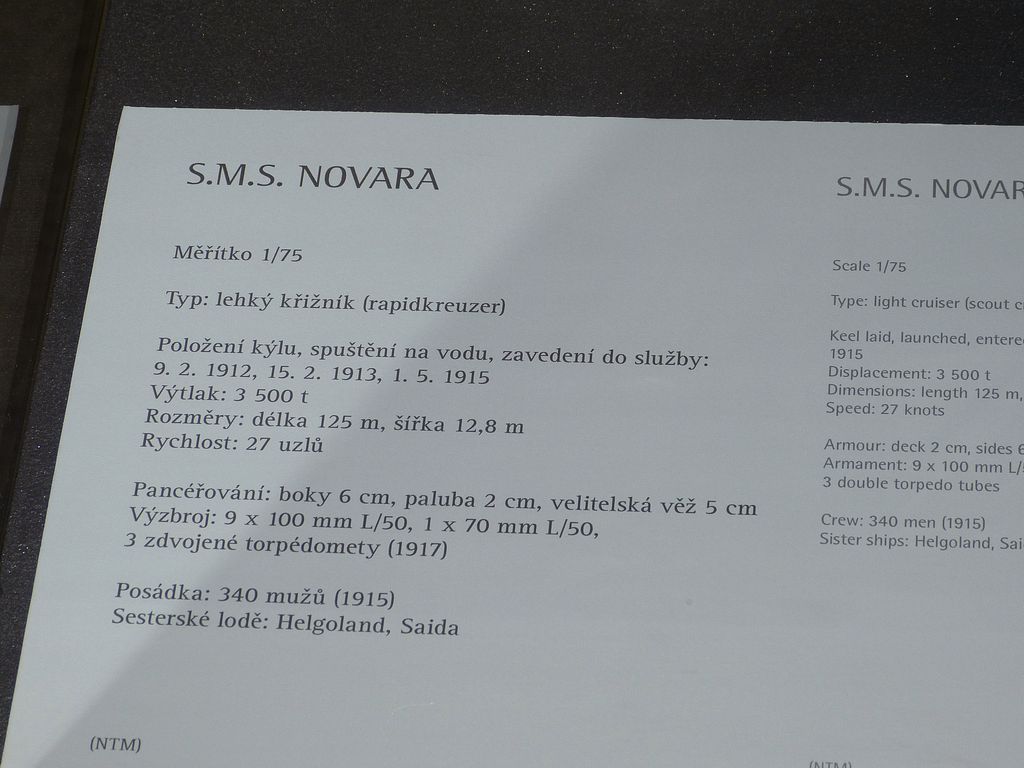 S.M.S. NOVARA
Měřítko 1/75
Typ: lehký křižník (rapidkreuzer)
Položení kýlu, spuštění na vodu, zavedení do služby:
9. 2. 1912, 15. 2. 1913, 1. 5. 1915
Výtlak: 3 500 t
Rozměry: délka 125 m, šířka 12,8 m
Rychlost: 27 uzlů
Pancéřování: boky 6 cm, paluba 2 cm, velitelská věž 5 cm
Výzbroj: 9 x 100 mm L/50, 1 x 70 mm L/50,
3 zdvojené torpédomety (1917)
Posádka: 340 mužů (1915)
Sesterské lodě: Helgoland, Saida
(NTM)
S.M.S. NOVAR
Scale 1/75
Type: light cruiser (scout
Keel laid, launched,
1915
Displacement: 3 500 t
Dimensions: length 125 m,
Speed: 27 knots
Armour: deck 2 cm, sides 6
Armament: 9 x 100 mm
3 double torpedo tubes
Crew: 340 men (1915)
Sister ships: Helgoland,
(NTM)